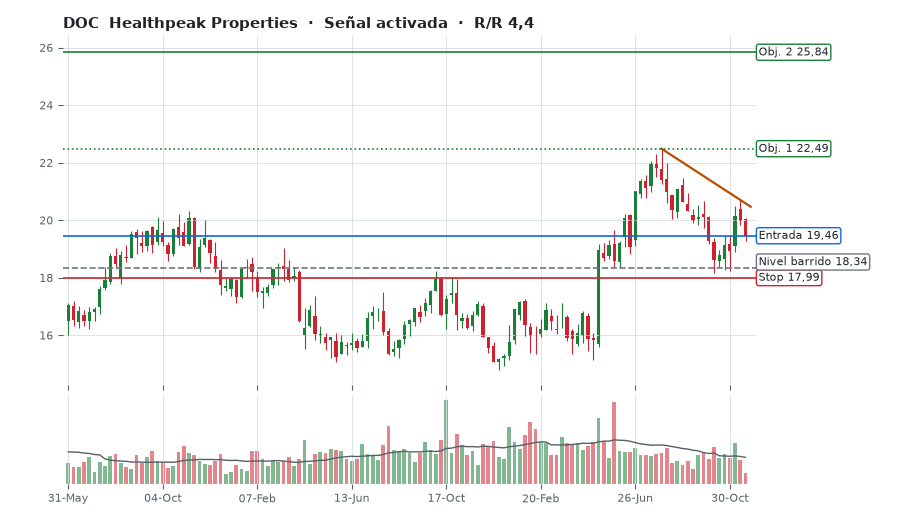 DOC Healthpeak Properties · Señal activada · R/R 4,4
26
24
22
20
18
16
Obj. 2 25,84
Obj. 1 22,49
Entrada 19,46
Nivel barrido 18,34
Stop 17,99
31-May 04-Oct 07-Feb 13-Jun 17-Oct 20-Feb 26-Jun 30-Oct